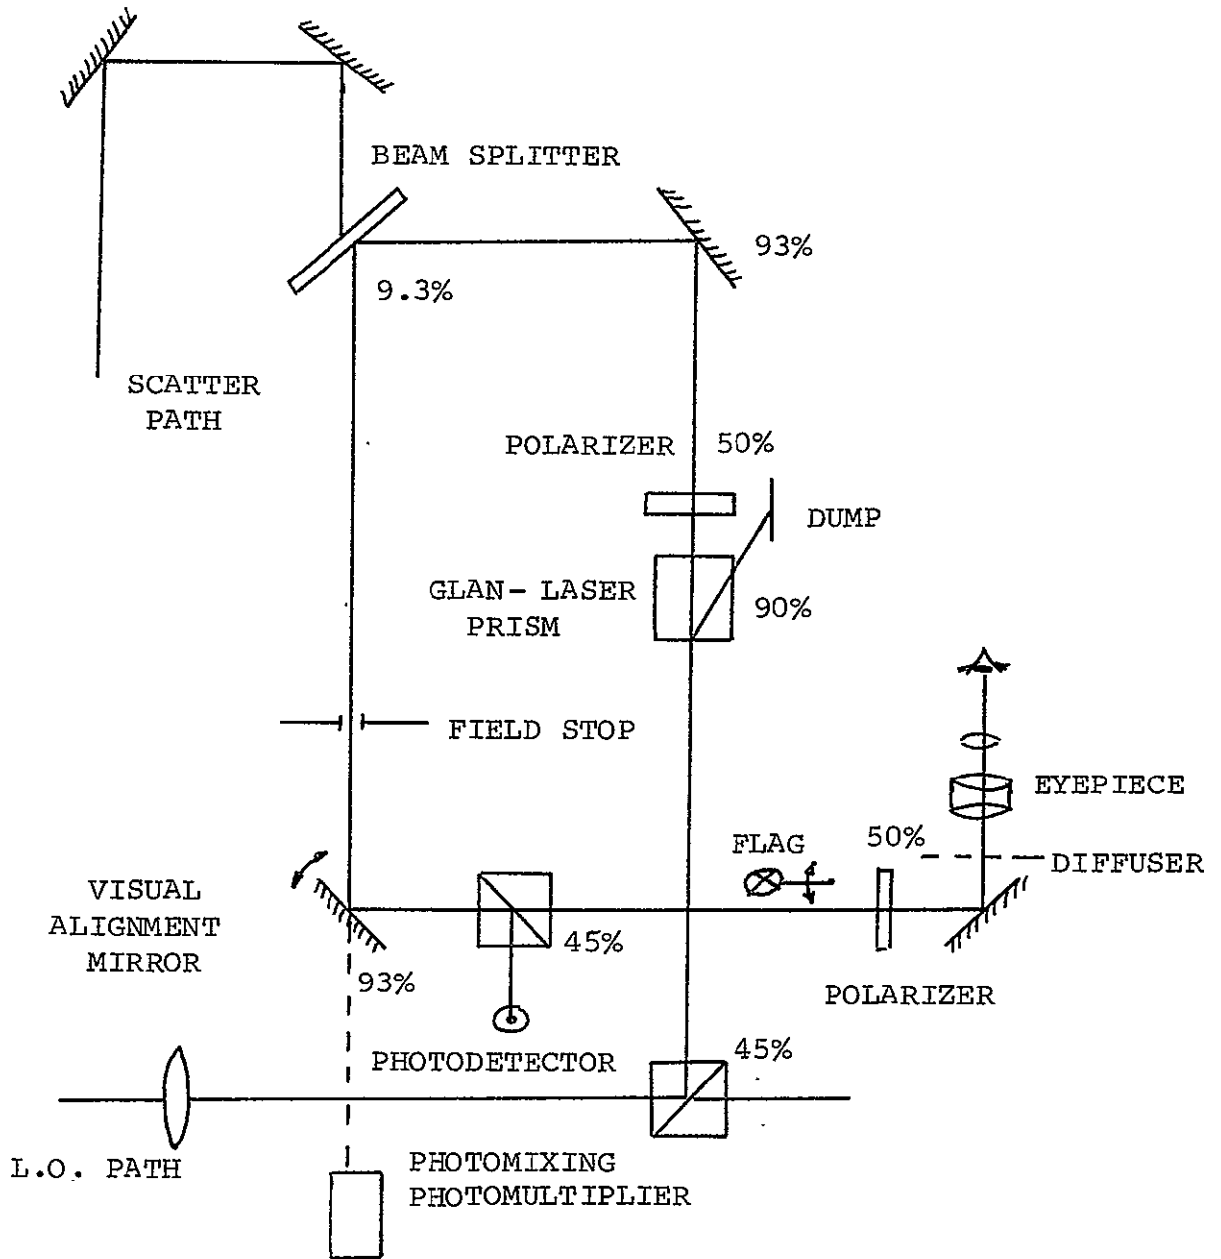 BEAM SPLITTER
93%
9.3%
SCATTER
PATH
POLARIZER
50%
DUMP
GLAN-LASER
PRISM
90%
FIELD STOP
EYEPIECE
FLAG
50%
DIFFUSER
VISUAL
ALIGNMENT
MIRROR
45%
93%
POLARIZER
PHOTODETECTOR
45%
L.O. PATH
PHOTOMIXING
PHOTOMULTIPLIER